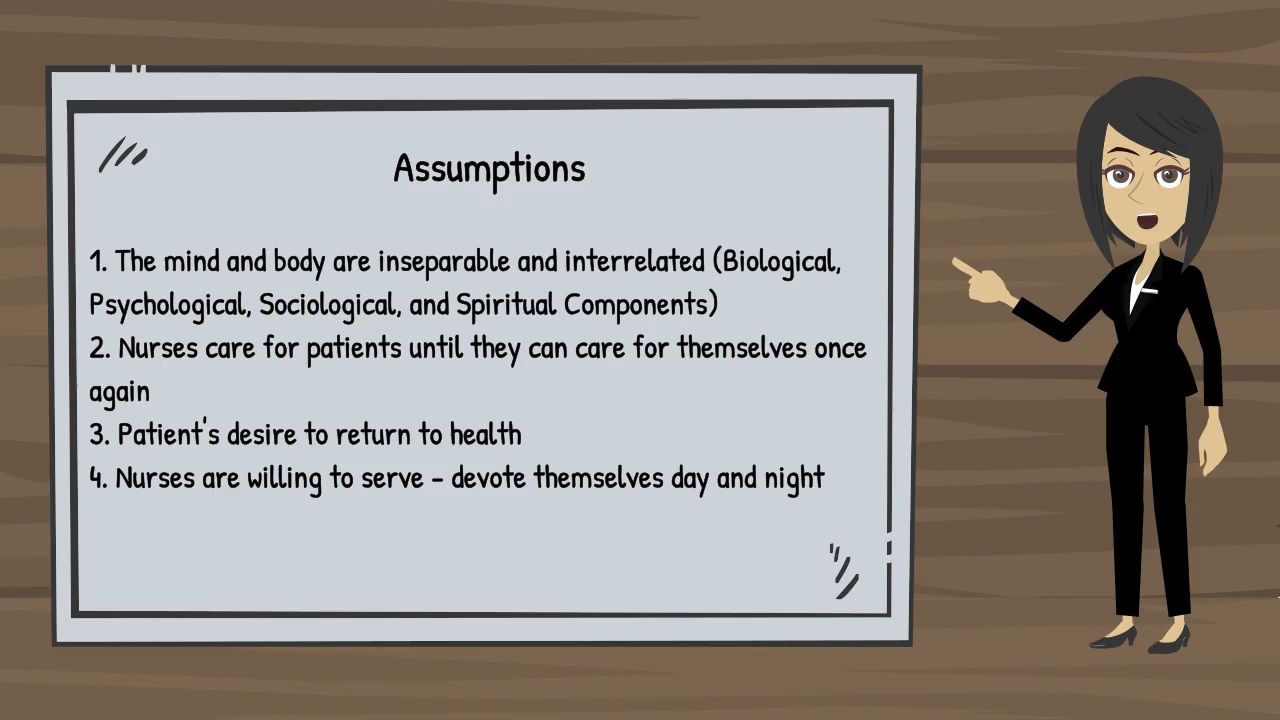 Assumptions
1. The mind and body are inseparable and interrelated (Biological,
Psychological, Sociological, and Spiritual Components)
2. Nurses care for patients until they can care for themselves once
again
3. Patient's desire to return to health
4. Nurses are willing to serve - devote themselves day and night